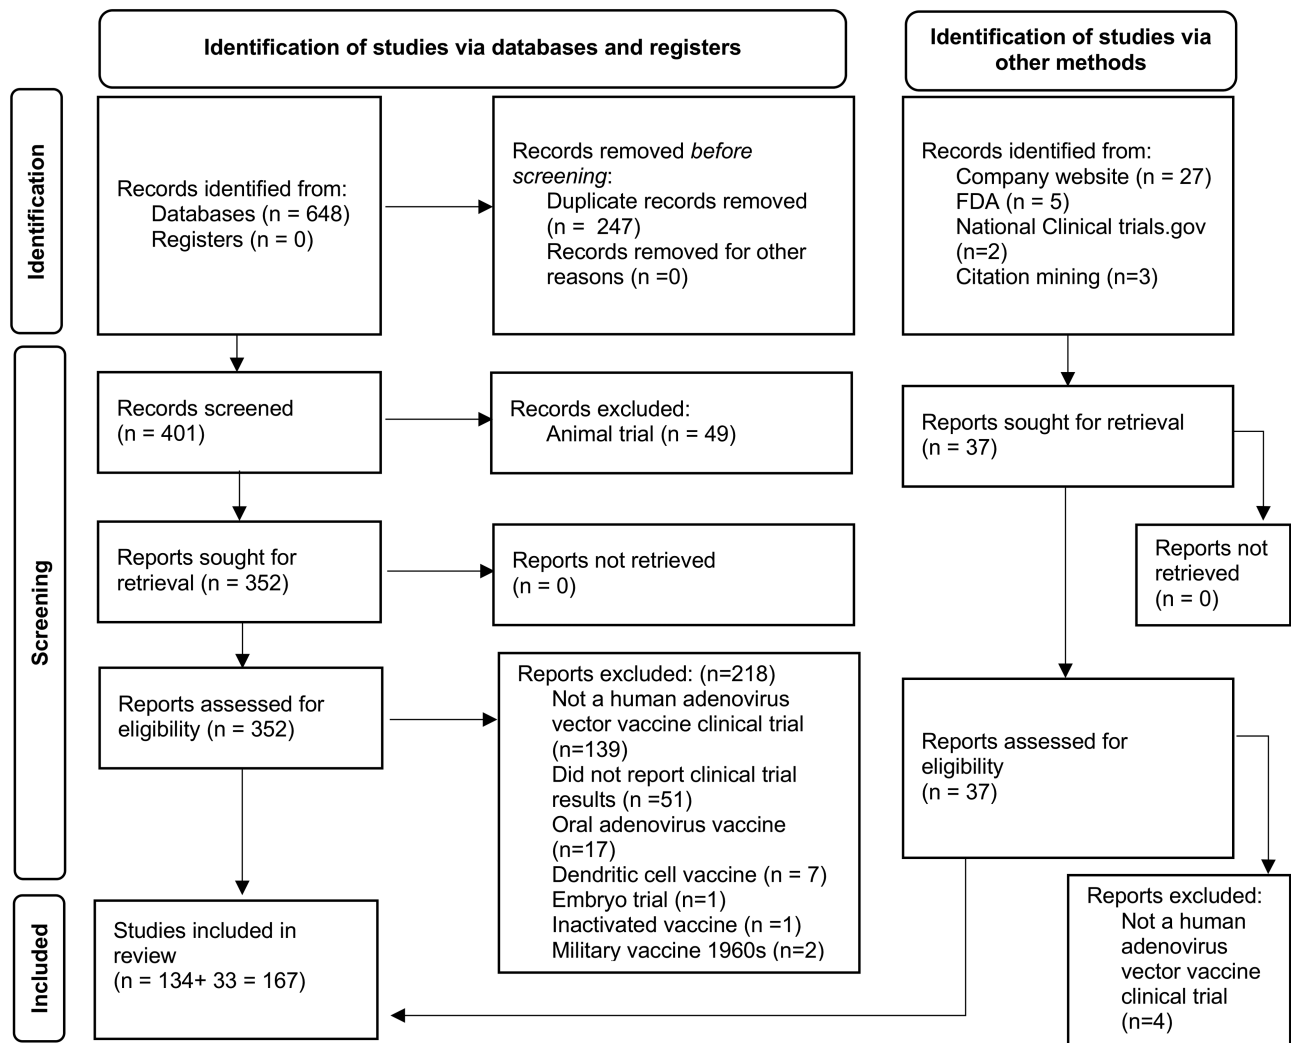 Identification of studies via databases and registers
Identification of studies via
other methods
Identification
Records identified from:
Databases (n = 648)
Registers (n = 0)
Records removed before
screening:
Duplicate records removed
(n =  247)
Records removed for other
reasons (n =0)
Records identified from:
Company website (n = 27)
FDA (n = 5)
National Clinical trials.gov
(n=2)
Citation mining (n=3)
Screening
Records screened
(n = 401)
Records excluded:
Animal trial (n = 49)
Reports sought for retrieval
(n = 37)
Reports sought for
retrieval (n = 352)
Reports not retrieved
(n = 0)
Reports not
retrieved
(n = 0)
Reports assessed for
eligibility (n = 352)
Reports excluded: (n=218)
Not a human adenovirus
vector vaccine clinical trial
(n=139)
Did not report clinical trial
results (n =51)
Oral adenovirus vaccine
(n=17)
Dendritic cell vaccine (n = 7)
Embryo trial (n=1)
Inactivated vaccine (n =1)
Military vaccine 1960s (n=2)
Reports assessed for
eligibility
(n = 37)
Reports excluded:
Not a human
adenovirus
vector vaccine
clinical trial
(n=4)
Included
Studies included in
review
(n = 134+ 33 = 167)